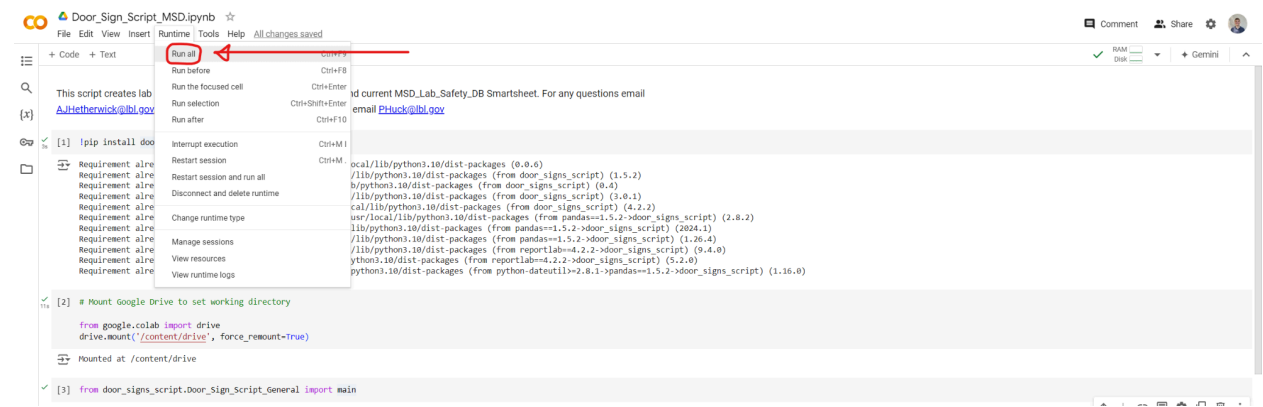 Door_Sign_Script_MSD.ipynb
File Edit View Insert Runtime Tools Help All changes saved
Comment Share
+ Code + Text
RAM
Disk
Gemini
Run all Ctrl+F9
Run before Ctrl+F8
Run the focused cell Ctrl+Enter
Run selection Ctrl+Shift+Enter
Run after Ctrl+F10
Interrupt execution Ctrl+M I
Restart session Ctrl+M .
Restart session and run all
Disconnect and delete runtime
Change runtime type
Manage sessions
View resources
View runtime logs
This script creates lab nd current MSD_Lab_Safety_DB Smartsheet. For any questions email
AJHetherwick@lbl.gov email PHuck@lbl.gov
{x}
[1] !pip install doo
3s
Requirement alre ocal/lib/python3.10/dist-packages (0.0.6)
Requirement alre /lib/python3.10/dist-packages (from door_signs_script) (1.5.2)
Requirement alre b/python3.10/dist-packages (from door_signs_script) (0.4)
Requirement alre /lib/python3.10/dist-packages (from door_signs_script) (3.0.1)
Requirement alre cal/lib/python3.10/dist-packages (from door_signs_script) (4.2.2)
Requirement alre usr/local/lib/python3.10/dist-packages (from pandas==1.5.2->door_signs_script) (2.8.2)
Requirement alre lib/python3.10/dist-packages (from pandas==1.5.2->door_signs_script) (2024.1)
Requirement alre /lib/python3.10/dist-packages (from pandas==1.5.2->door_signs_script) (1.26.4)
Requirement alre ython3.10/dist-packages (from reportlab==4.2.2->door_signs_script) (9.4.0)
Requirement alre ython3.10/dist-packages (from reportlab==4.2.2->door_signs_script) (5.2.0)
Requirement alre python3.10/dist-packages (from python-dateutil>=2.8.1->pandas==1.5.2->door_signs_script) (1.16.0)
[2] # Mount Google Drive to set working directory
11s
from google.colab import drive
drive.mount('/content/drive', force_remount=True)
Mounted at /content/drive
[3] from door_signs_script.Door_Sign_Script_General import main